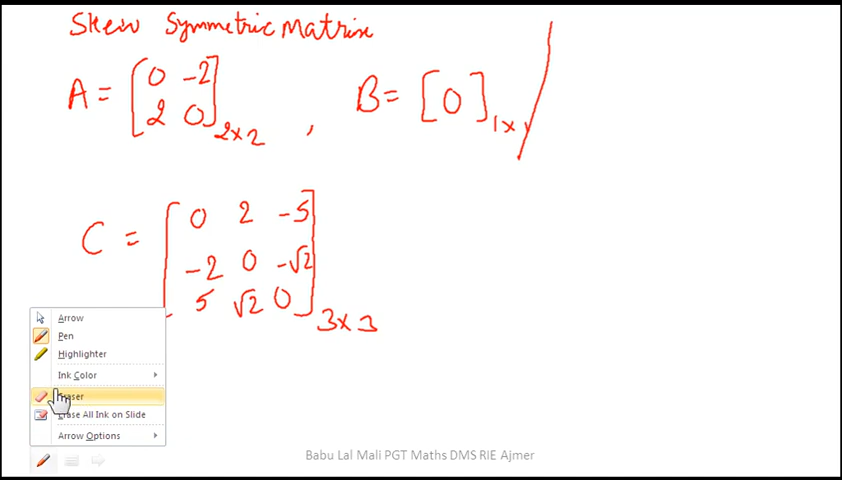 Skew Symmetric Matrix
A = [0 -2
2 0] 2×2 , B = [0] 1×1
C = [0 2 -5
-2 0 -√2
5 √2 0] 3×3
Arrow
Pen
Highlighter
Ink Color
Eraser
Erase All Ink on Slide
Arrow Options
Babu Lal Mali PGT Maths DMS RIE Ajmer